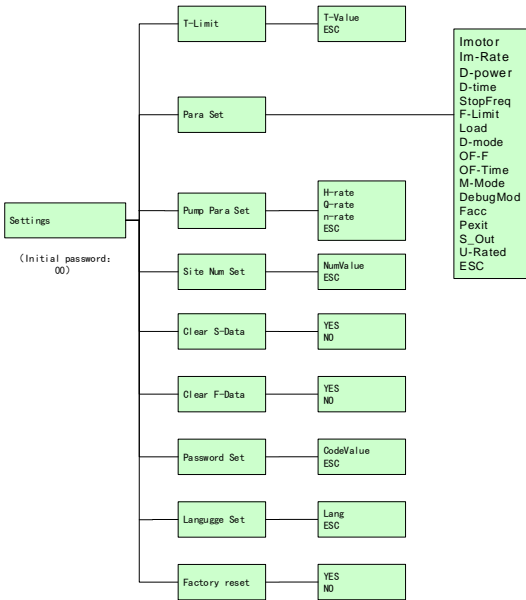 Settings
(Initial password:
00)
T-Limit
T-Value
ESC
Para Set
Imotor
Im-Rate
D-power
D-time
StopFreq
F-Limit
Load
D-mode
OF-F
OF-Time
M-Mode
DebugMod
Facc
Pexit
S_Out
U-Rated
ESC
Pump Para Set
H-rate
Q-rate
n-rate
ESC
Site Num Set
NumValue
ESC
Clear S-Data
YES
NO
Clear F-Data
YES
NO
Password Set
CodeValue
ESC
Langugge Set
Lang
ESC
Factory reset
YES
NO